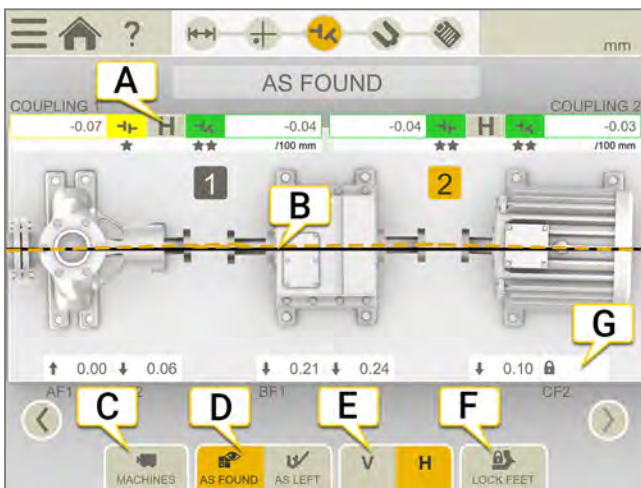 ?
mm
A
AS FOUND
COUPLING 1
COUPLING 2
-0.07 H -0.04
-0.04 H -0.03
/100 mm
/100 mm
1
2
B
G
0.00 0.06
0.21 0.24
0.10
AF1 2 BF1 CF2
C
D
E
F
MACHINES
AS FOUND
AS LEFT
V
H
LOCK FEET